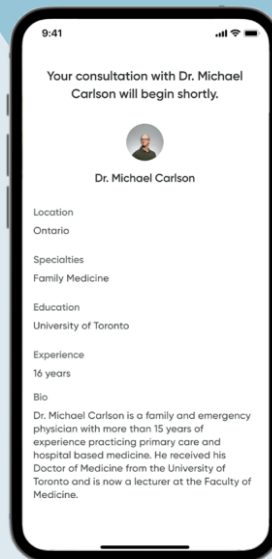 9:41
Your consultation with Dr. Michael
Carlson will begin shortly.
Dr. Michael Carlson
Location
Ontario
Specialties
Family Medicine
Education
University of Toronto
Experience
16 years
Bio
Dr. Michael Carlson is a family and emergency
physician with more than 15 years of
experience practicing primary care and
hospital based medicine. He received his
Doctor of Medicine from the University of
Toronto and is now a lecturer at the Faculty of
Medicine.